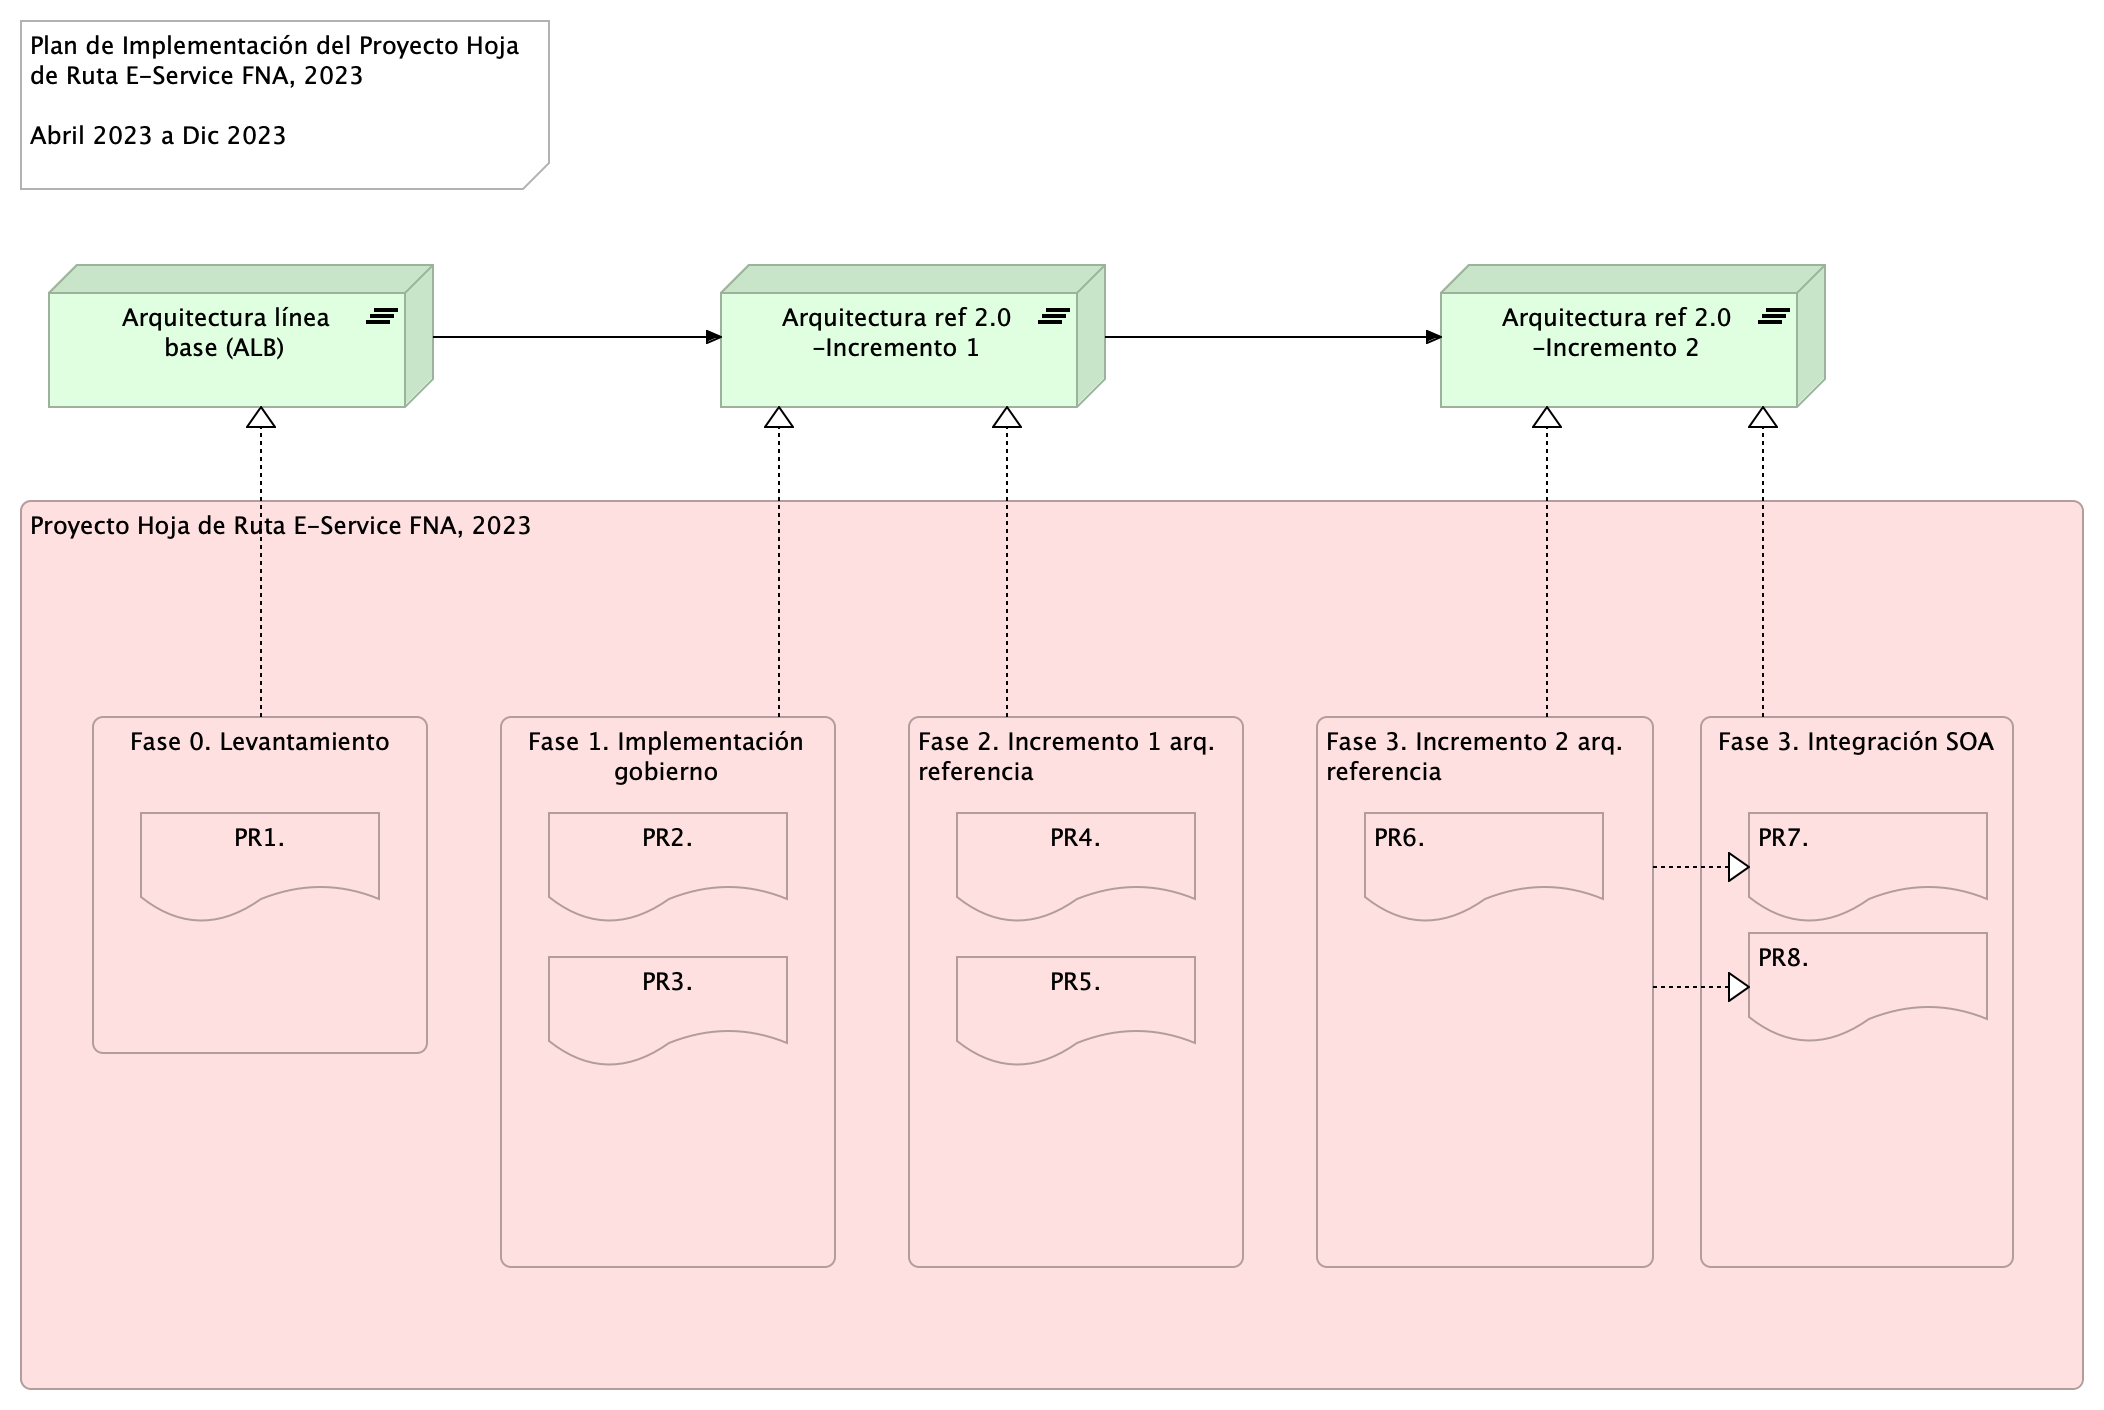 Plan de Implementación del Proyecto Hoja
de Ruta E-Service FNA, 2023
Abril 2023 a Dic 2023
Arquitectura línea
base (ALB)
Arquitectura ref 2.0
-Incremento 1
Arquitectura ref 2.0
-Incremento 2
Proyecto Hoja de Ruta E-Service FNA, 2023
Fase 0. Levantamiento
PR1.
Fase 1. Implementación
gobierno
PR2.
PR3.
Fase 2. Incremento 1 arq.
referencia
PR4.
PR5.
Fase 3. Incremento 2 arq.
referencia
PR6.
Fase 3. Integración SOA
PR7.
PR8.